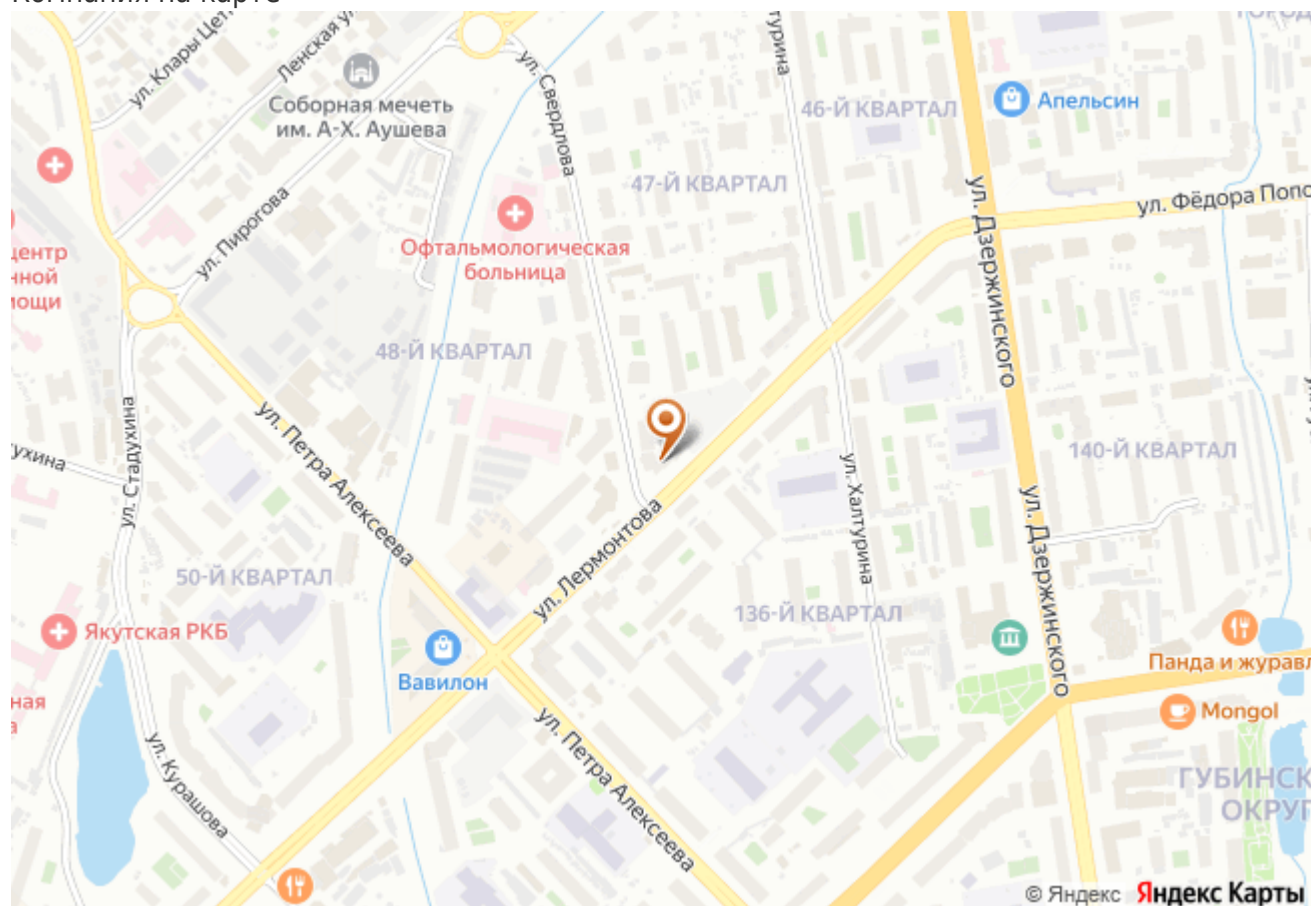 Компания на карте
ул. Клары Цет
Ленская ул
Соборная мечеть
им. А-Х. Аушева
ул. Свердлова
46-Й КВАРТАЛ
Апельсин
47-Й КВАРТАЛ
ул. Дзержинского
ул. Фёдора Попо
ул. Пирогова
Офтальмологическая
больница
48-Й КВАРТАЛ
ул. Стадухина
ул. Петра Алексеева
ул. Халтурина
140-Й КВАРТАЛ
ул. Дзержинского
ул. Лермонтова
50-Й КВАРТАЛ
136-Й КВАРТАЛ
Якутская РКБ
Вавилон
Панда и журавл
Mongol
ул. Петра Алексеева
ул. Курашова
ГУБИНСК
ОКРУГ
© Яндекс Яндекс Карты